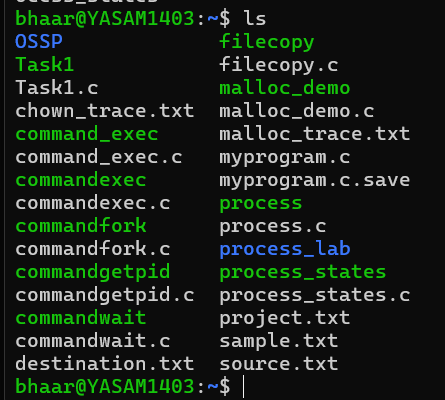 bhaar@YASAM1403:~$ ls
OSSP filecopy
Task1 filecopy.c
Task1.c malloc_demo
chown_trace.txt malloc_demo.c
command_exec malloc_trace.txt
command_exec.c myprogram.c
commandexec myprogram.c.save
commandexec.c process
commandfork process.c
commandfork.c process_lab
commandgetpid process_states
commandgetpid.c process_states.c
commandwait project.txt
commandwait.c sample.txt
destination.txt source.txt
bhaar@YASAM1403:~$